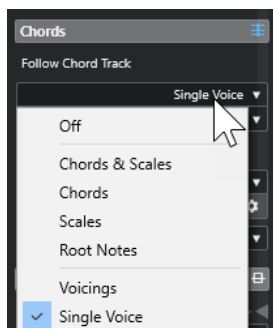 Chords
Follow Chord Track
Single Voice
Off
Chords & Scales
Chords
Scales
Root Notes
Voicings
Single Voice